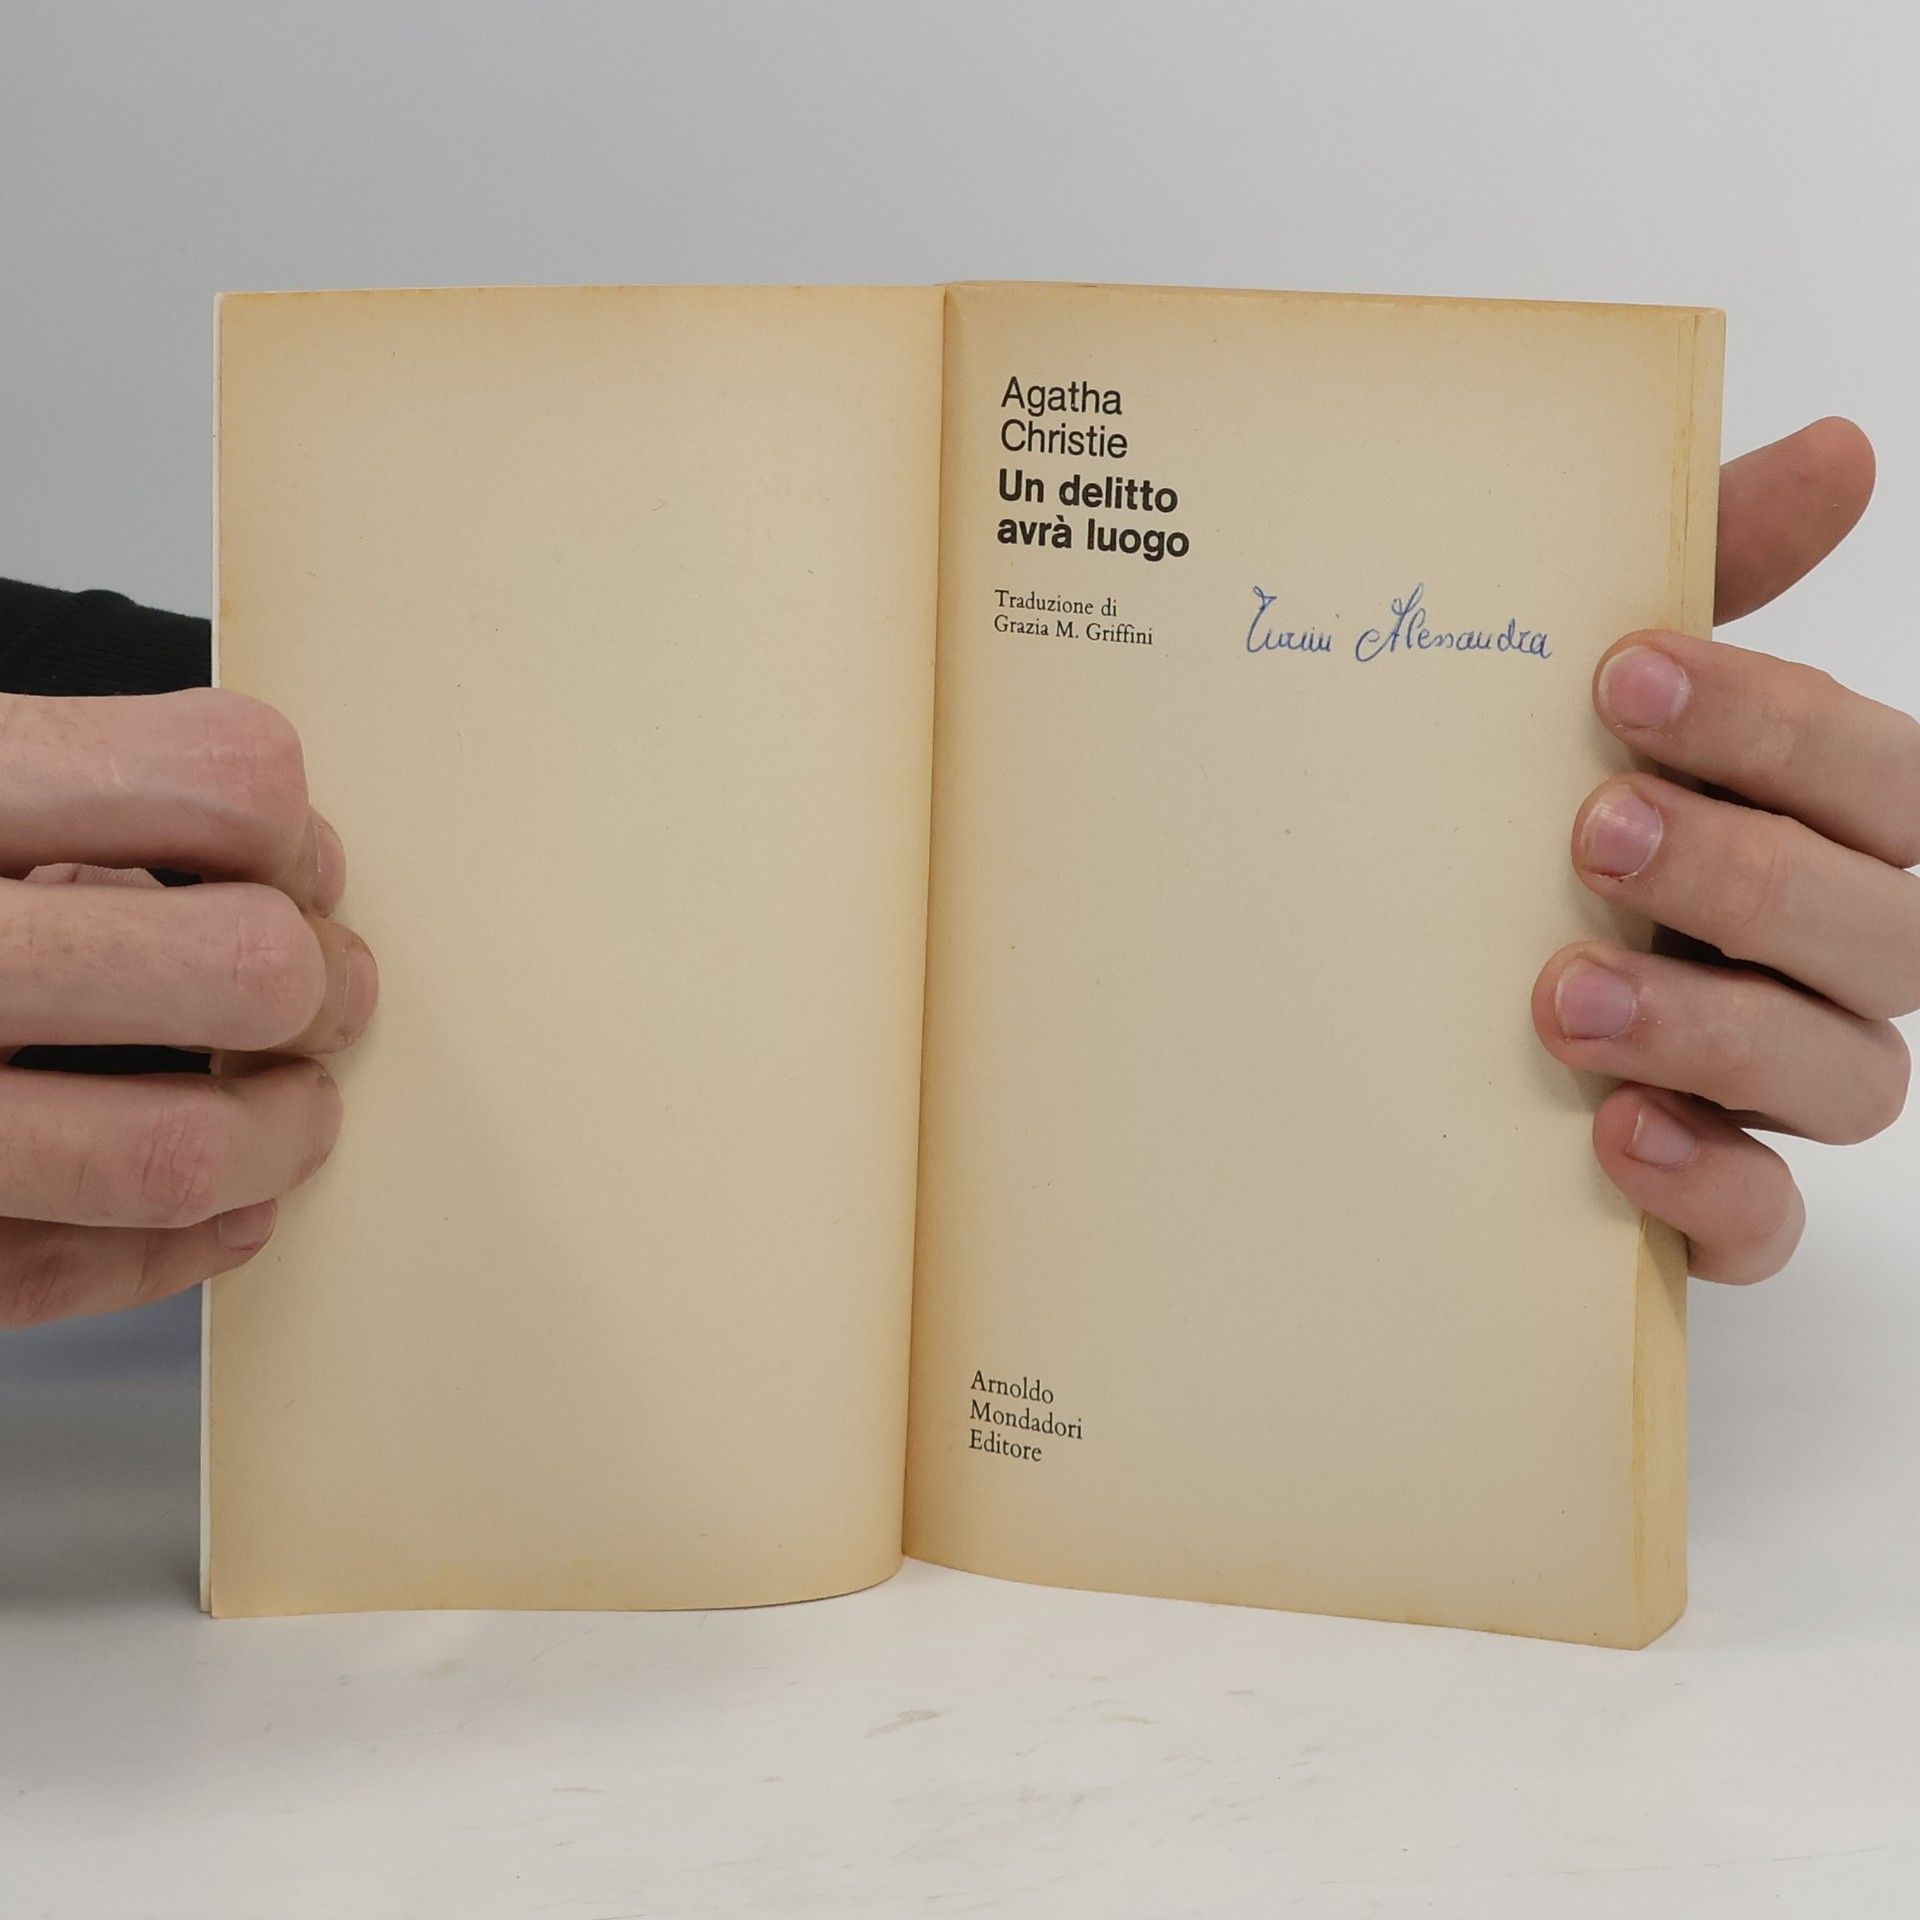 Agatha
Christie
Un delitto
avrà luogo
Traduzione di
Grazia M. Griffini
Alessandra
Arnoldo
Mondadori
Editore